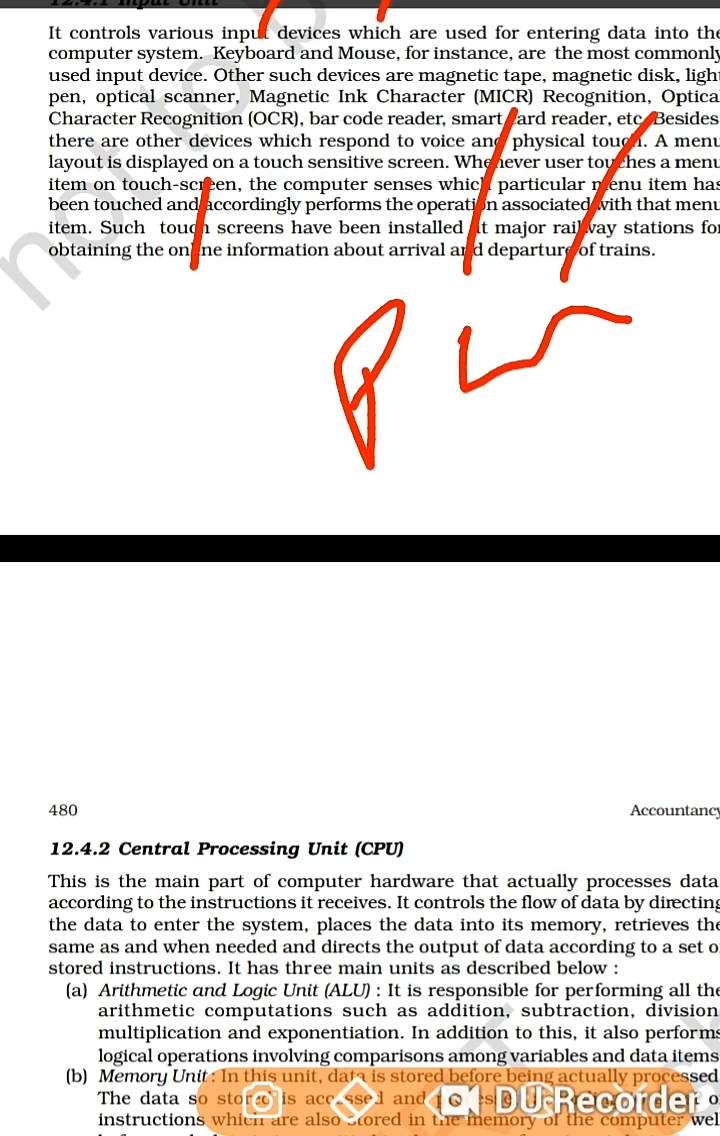 12.4.1 Input Unit
It controls various input devices which are used for entering data into the
computer system. Keyboard and Mouse, for instance, are the most commonly
used input device. Other such devices are magnetic tape, magnetic disk, light
pen, optical scanner, Magnetic Ink Character (MICR) Recognition, Optica
Character Recognition (OCR), bar code reader, smart card reader, etc. Besides
there are other devices which respond to voice and physical touch. A menu
layout is displayed on a touch sensitive screen. Whenever user touches a menu
item on touch-screen, the computer senses which particular menu item has
been touched and accordingly performs the operation associated with that menu
item. Such touch screens have been installed at major railway stations for
obtaining the online information about arrival and departure of trains.
not to b
480 Accountancy
12.4.2 Central Processing Unit (CPU)
This is the main part of computer hardware that actually processes data
according to the instructions it receives. It controls the flow of data by directing
the data to enter the system, places the data into its memory, retrieves the
same as and when needed and directs the output of data according to a set o
stored instructions. It has three main units as described below :
(a) Arithmetic and Logic Unit (ALU) : It is responsible for performing all the
arithmetic computations such as addition, subtraction, division
multiplication and exponentiation. In addition to this, it also performs
logical operations involving comparisons among variables and data items
(b) Memory Unit : In this unit, data is stored before being actually processed
The data so stored is accessed and
instructions which are also stored in the memory of the computer wel
DU Recorder